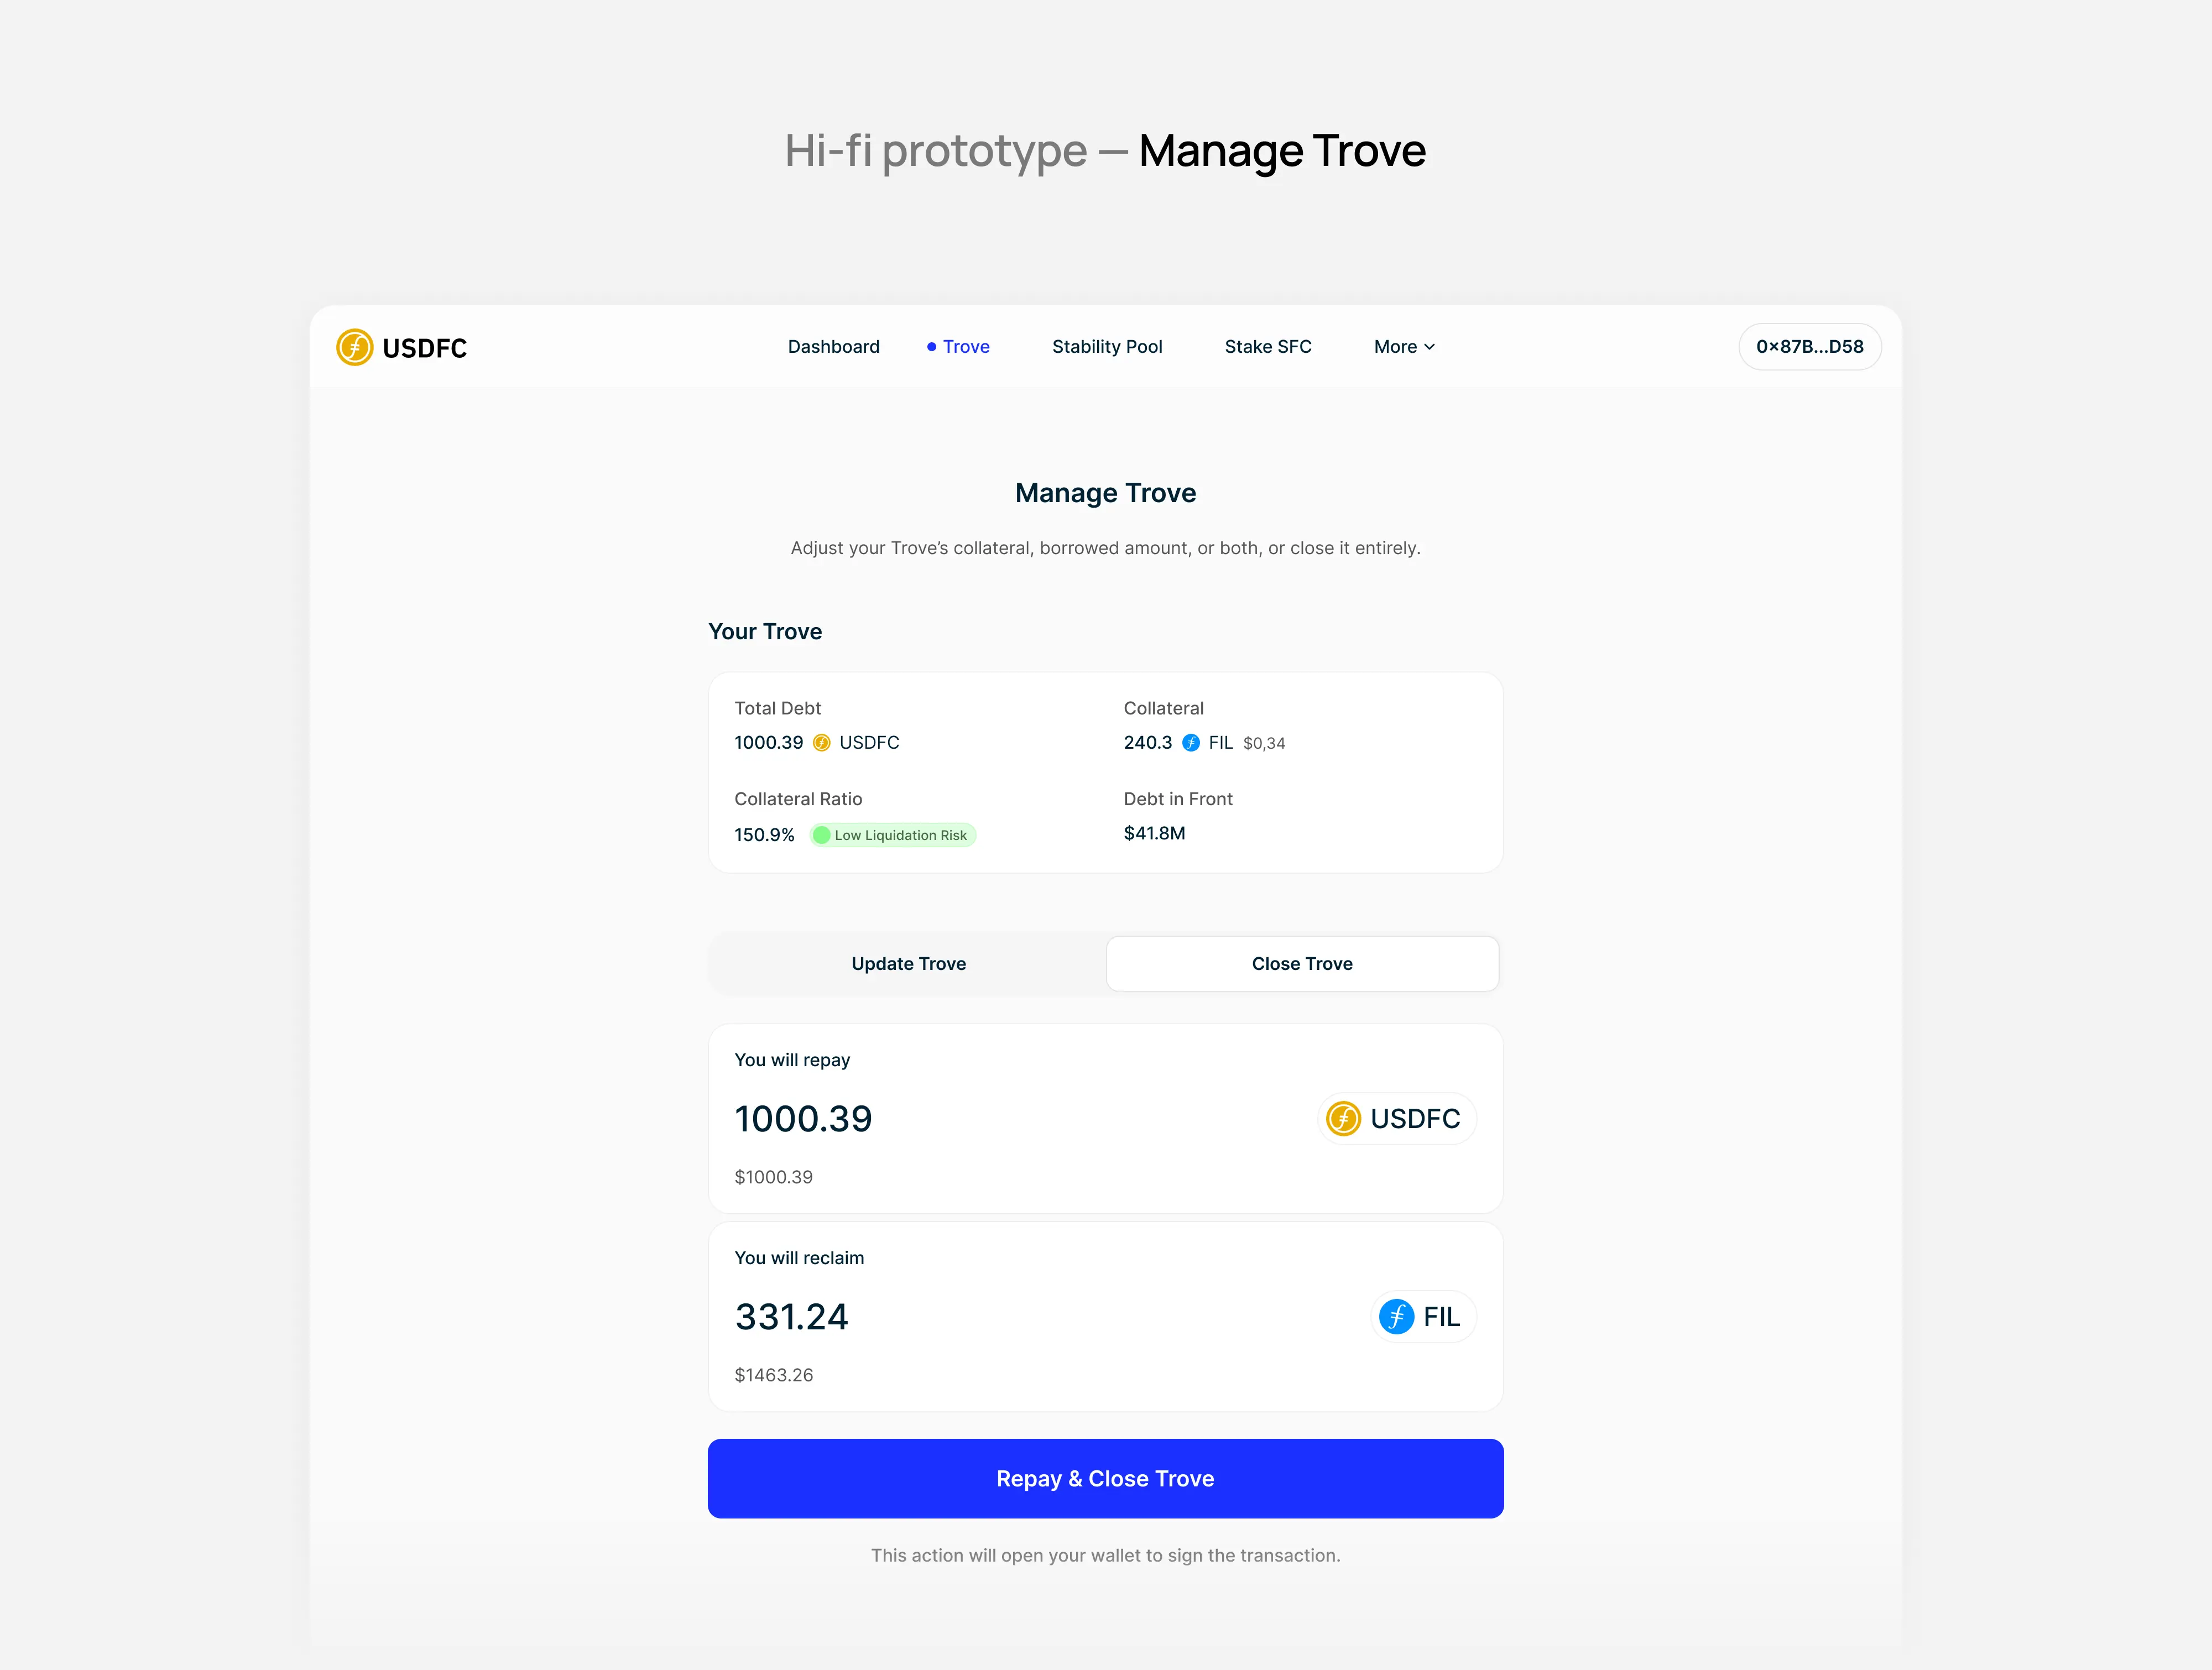 Hi-fi prototype — Manage Trove
USDFC
Dashboard
Trove
Stability Pool
Stake SFC
More
0×87B...D58
Manage Trove
Adjust your Trove’s collateral, borrowed amount, or both, or close it entirely.
Your Trove
Total Debt
1000.39 USDFC
Collateral
240.3 FIL $0,34
Collateral Ratio
150.9% Low Liquidation Risk
Debt in Front
$41.8M
Update Trove
Close Trove
You will repay
1000.39
USDFC
$1000.39
You will reclaim
331.24
FIL
$1463.26
Repay & Close Trove
This action will open your wallet to sign the transaction.